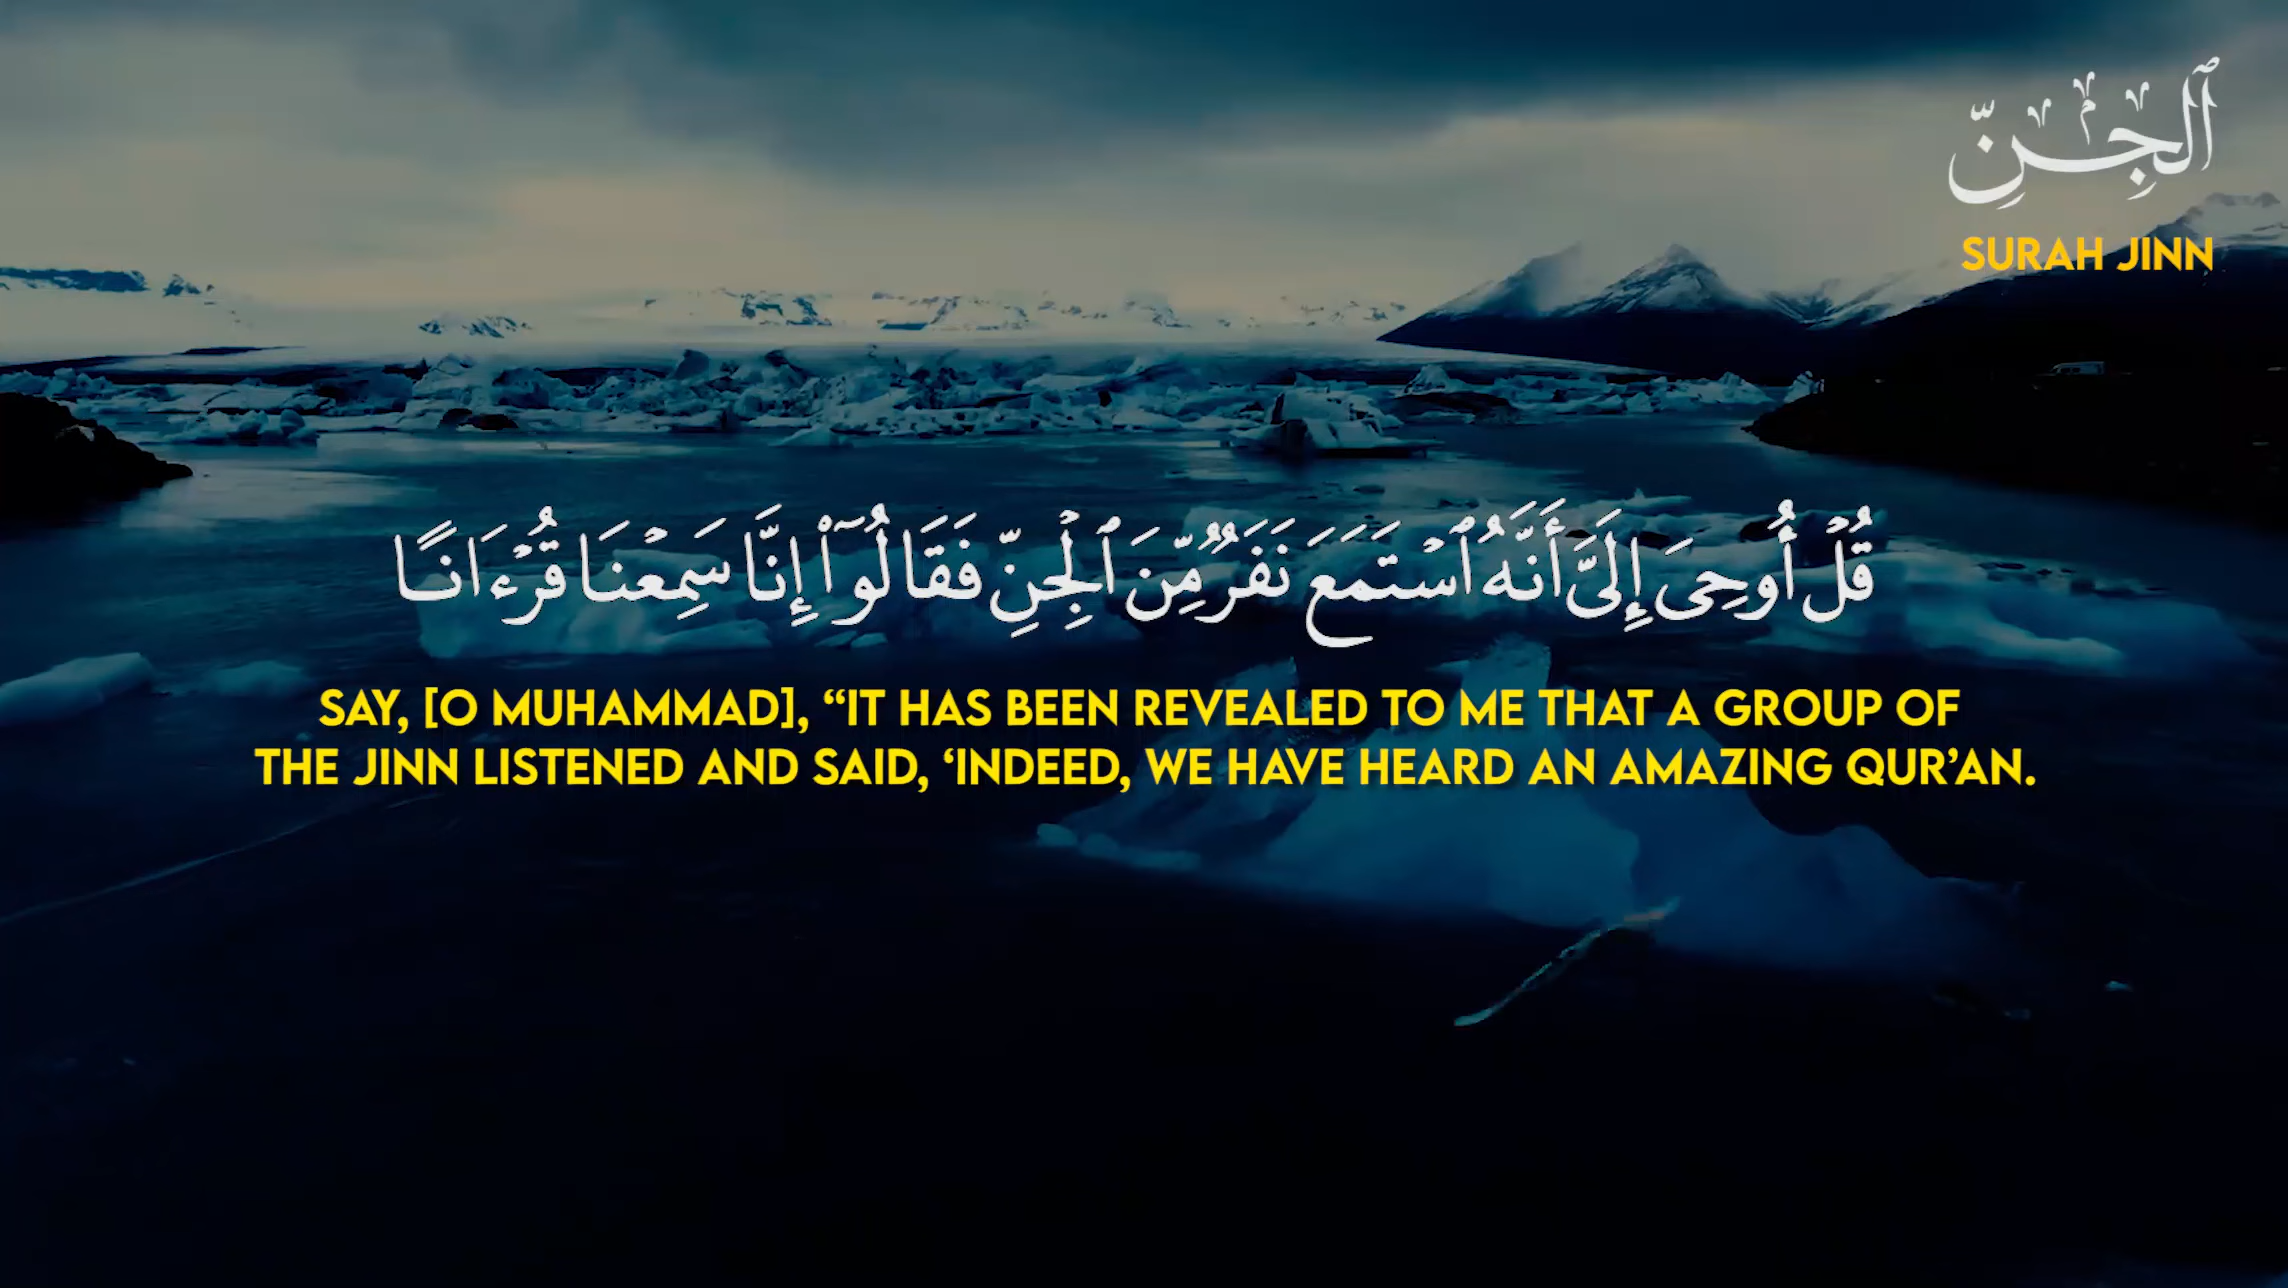 ٱلْجِنّ
SURAH JINN
قُلْ أُوحِىَ إِلَىَّ أَنَّهُ ٱسْتَمَعَ نَفَرٌ مِّنَ ٱلْجِنِّ فَقَالُوٓا۟ إِنَّا سَمِعْنَا قُرْءَانًا
SAY, [O MUHAMMAD], “IT HAS BEEN REVEALED TO ME THAT A GROUP OF
THE JINN LISTENED AND SAID, ‘INDEED, WE HAVE HEARD AN AMAZING QUR’AN.